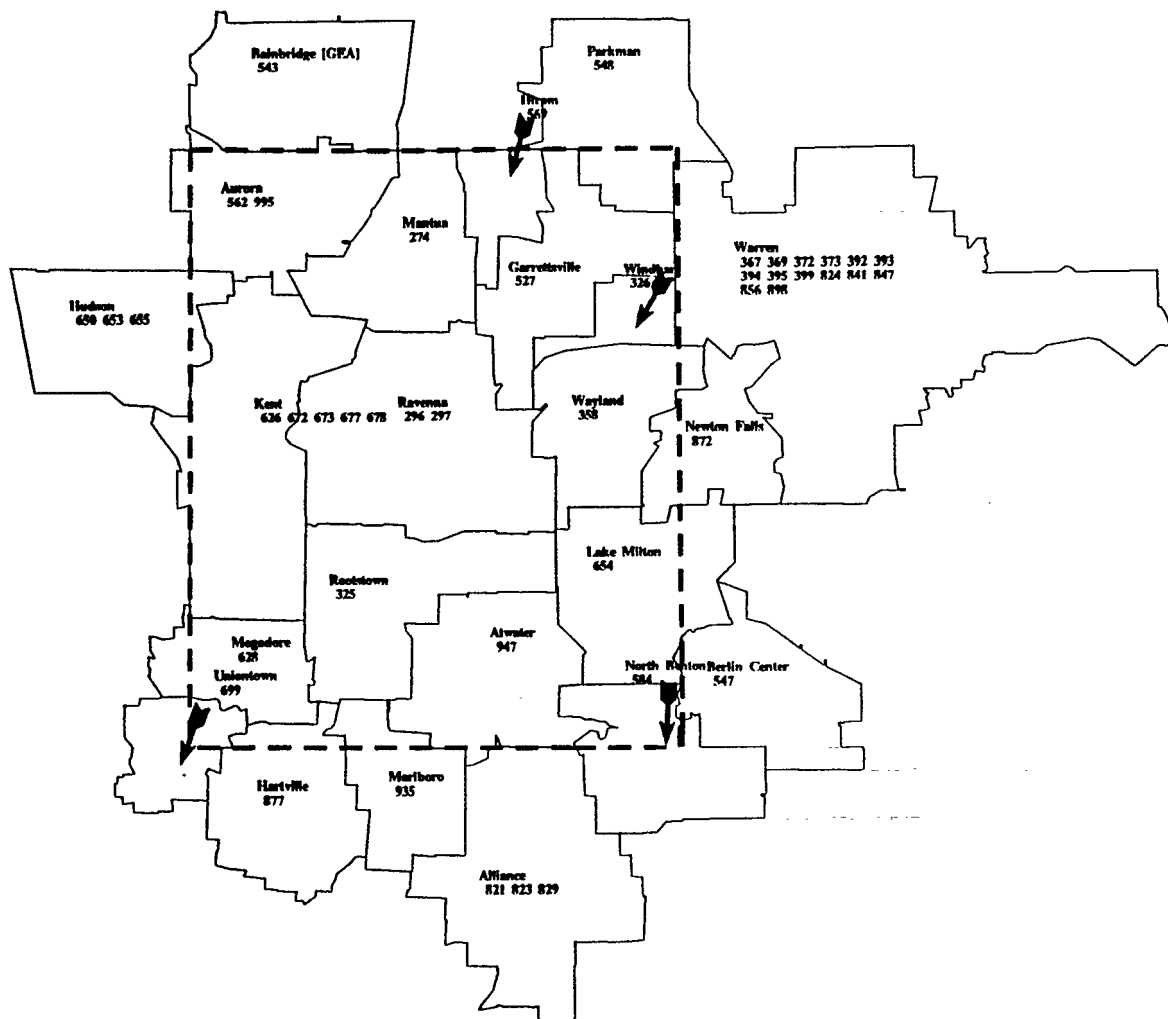 Bainbridge [GEA]
543
Parkman
548
Hiram
569
Aurora
562 995
Mantua
274
Garrettsville
527
Windham
326
Warren
367 369 372 373 392 393
394 395 399 824 841 847
856 898
Hudson
650 653 655
Kent
626 672 673 677 678
Ravenna
296 297
Wayland
358
Newton Falls
872
Lake Milton
654
Rootstown
325
Atwater
947
Mogadore
628
Uniontown
699
North Benton
584
Berlin Center
547
Hartville
877
Marlboro
935
Alliance
821 823 829